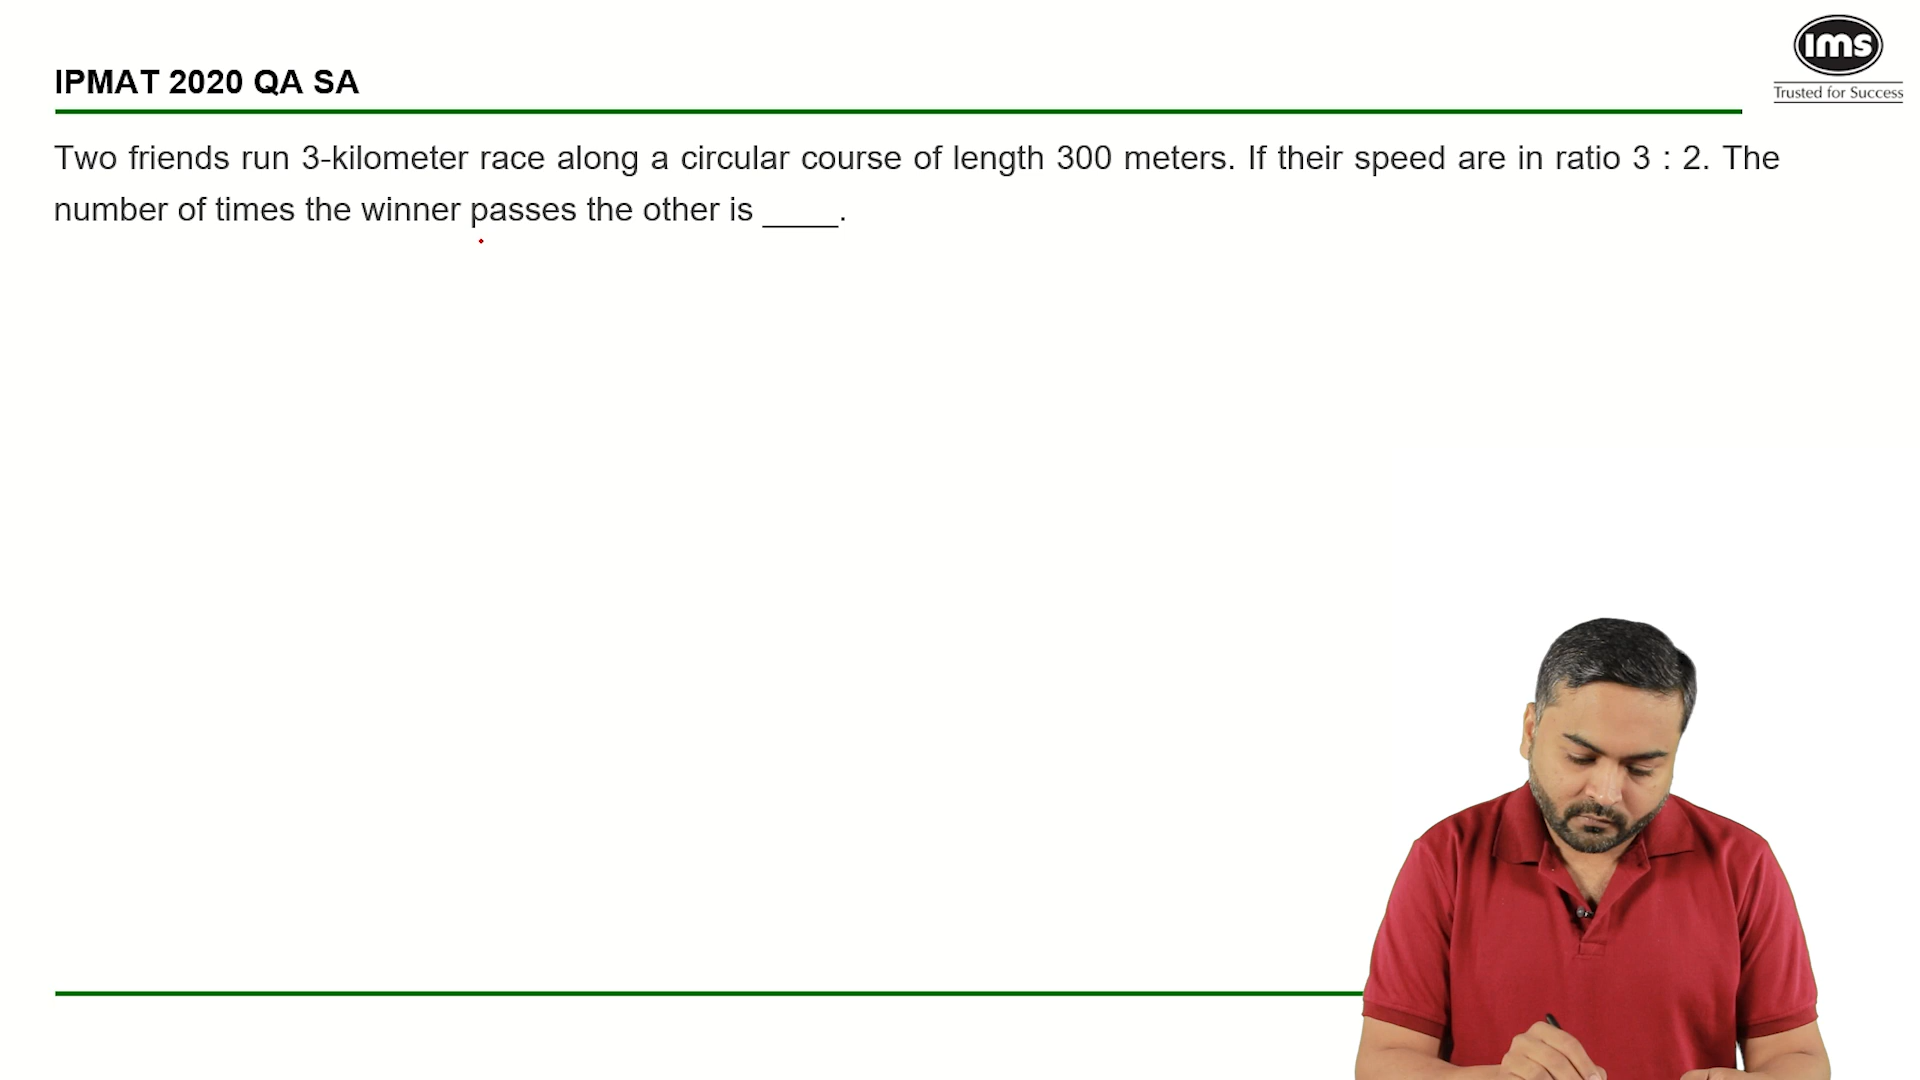 ims
Trusted for Success
IPMAT 2020 QA SA
Two friends run 3-kilometer race along a circular course of length 300 meters. If their speed are in ratio 3 : 2. The
number of times the winner passes the other is ____.